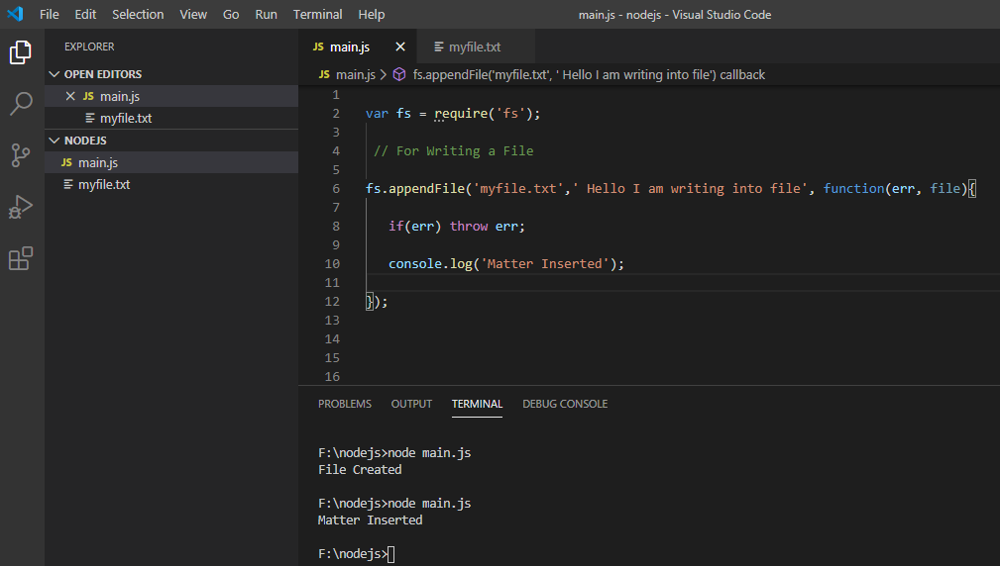 File Edit Selection View Go Run Terminal Help main.js - nodejs - Visual Studio Code
EXPLORER
OPEN EDITORS
JS main.js
myfile.txt
NODEJS
JS main.js
myfile.txt
JS main.js myfile.txt
JS main.js > fs.appendFile('myfile.txt', ' Hello I am writing into file') callback
1
2 var fs = require('fs');
3
4 // For Writing a File
5
6 fs.appendFile('myfile.txt',' Hello I am writing into file', function(err, file){
7
8 if(err) throw err;
9
10 console.log('Matter Inserted');
11
12 });
13
14
15
16
PROBLEMS OUTPUT TERMINAL DEBUG CONSOLE
F:\nodejs>node main.js
File Created
F:\nodejs>node main.js
Matter Inserted
F:\nodejs>